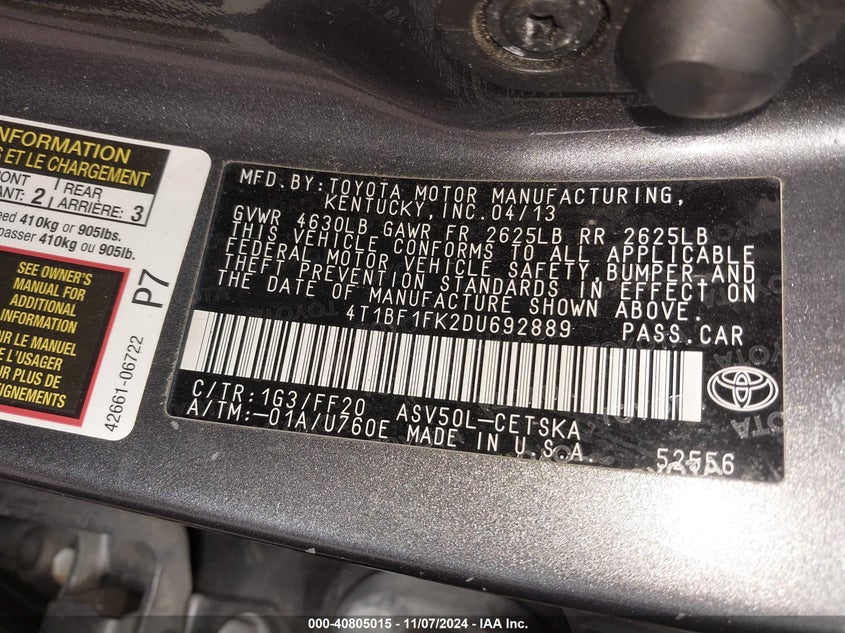 NFORMATION
S ET LE CHARGEMENT
ONT
ANT: 2
REAR
ARRIÈRE: 3
eed 410kg or 905lbs.
passer 410kg ou 905lb.
SEE OWNER'S
MANUAL FOR
ADDITIONAL
INFORMATION
OIR LE MANUEL
E L'USAGER
UR PLUS DE
EIGNEMENTS
P7
42661-06722
MFD.BY:TOYOTA MOTOR MANUFACTURING,
KENTUCKY,INC.04/13
GVWR 4630LB GAWR FR 2625LB RR 2625LB
THIS VEHICLE CONFORMS TO ALL APPLICABLE
FEDERAL MOTOR VEHICLE SAFETY,BUMPER,AND
THEFT PREVENTION STANDARDS IN EFFECT ON
THE DATE OF MANUFACTURE SHOWN ABOVE.
4T1BF1FK2DU692889 PASS.CAR
C/TR:1G3/FF20 ASV50L-CETSKA
A/TM:-01A/U760E MADE IN U.S.A.
52556
000-40805015 - 11/07/2024 - IAA Inc.